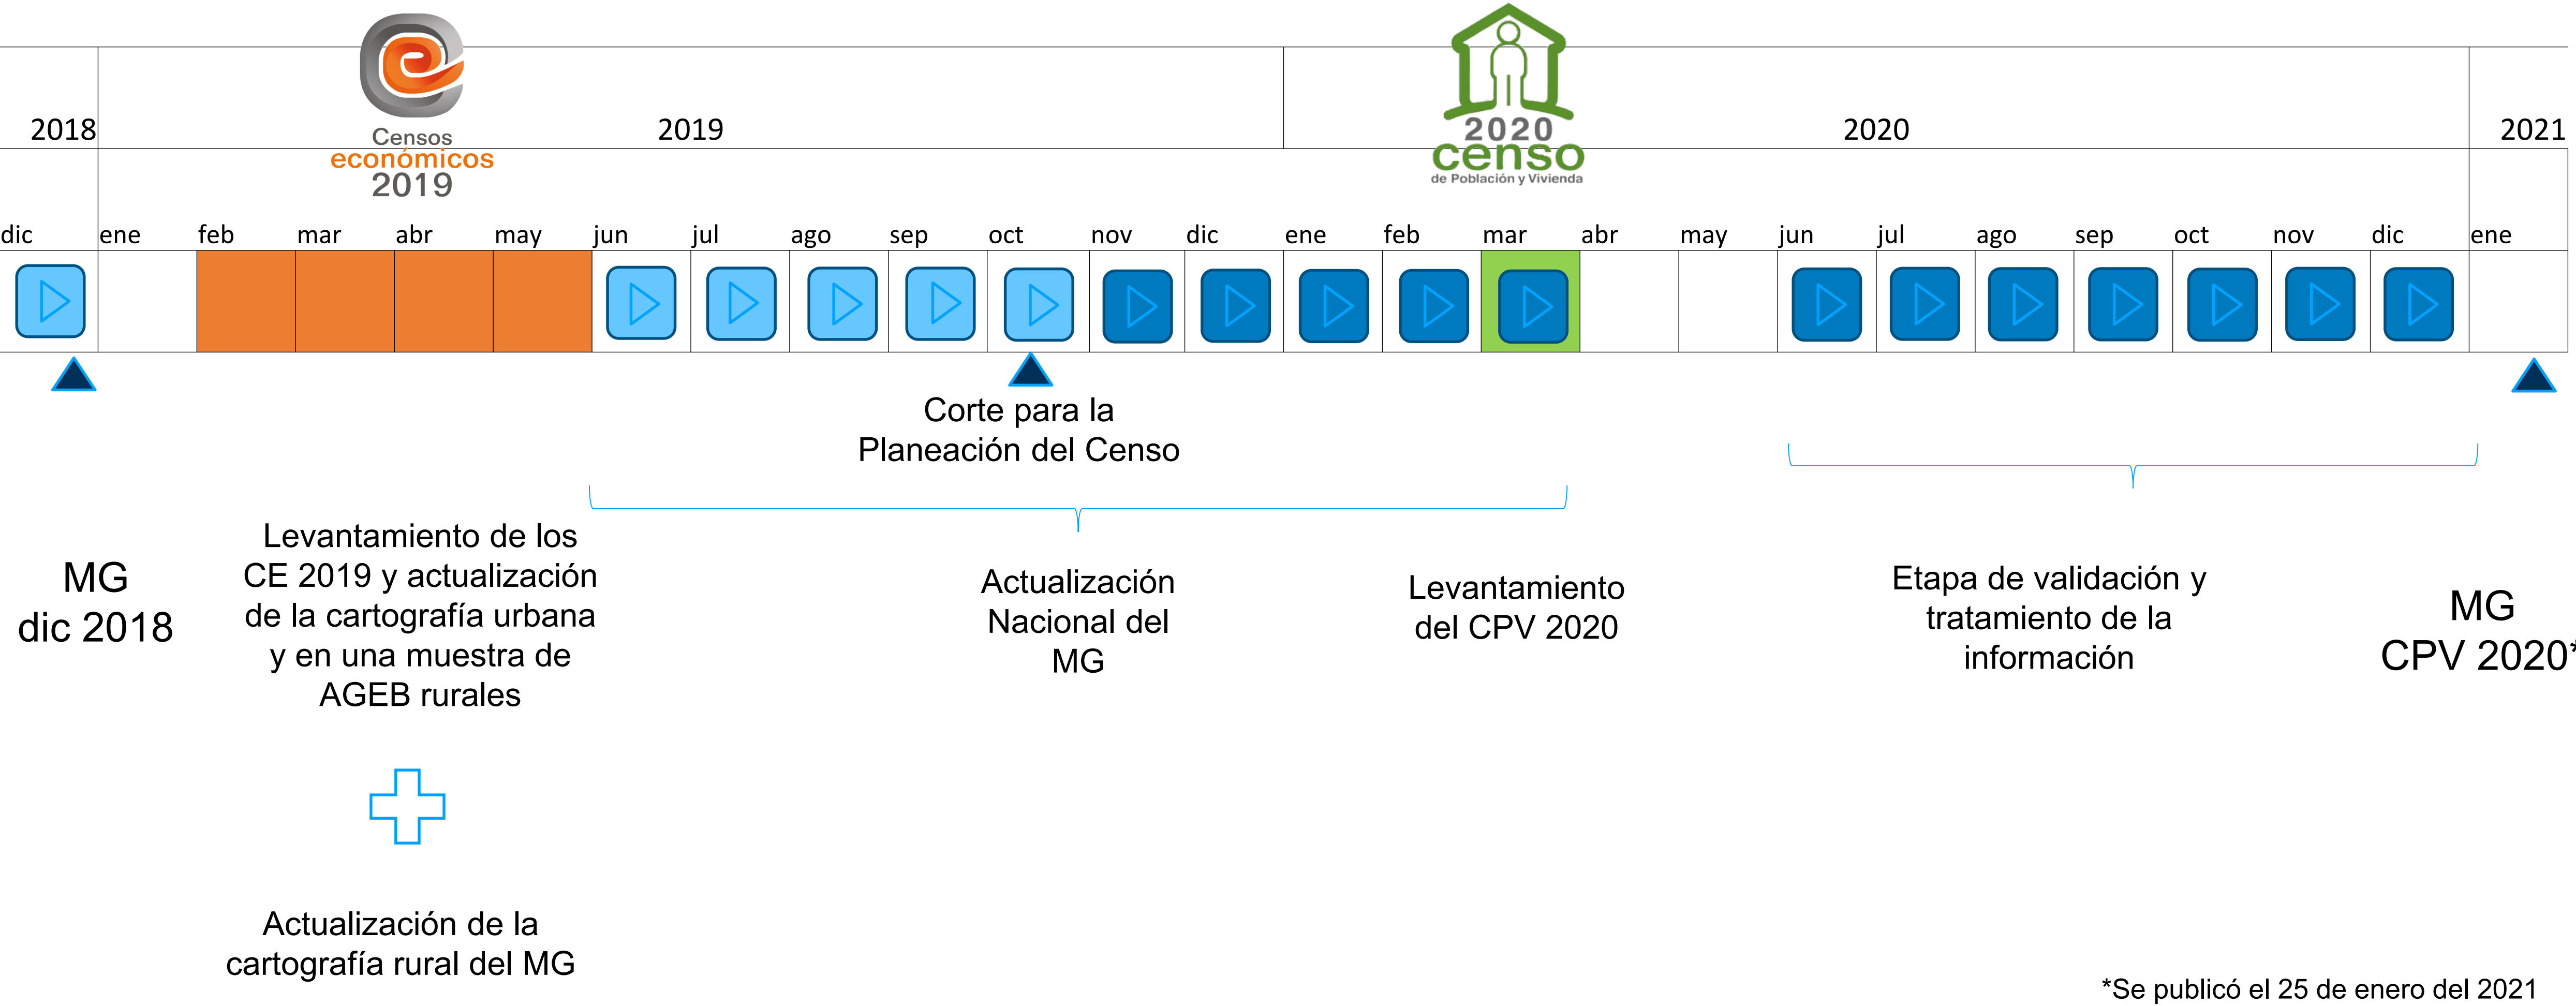 2018
2019
2020
2021
Censos
económicos
2019
2020
censo
de Población y Vivienda
dic ene feb mar abr may jun jul ago sep oct nov dic ene feb mar abr may jun jul ago sep oct nov dic ene
Corte para la
Planeación del Censo
MG
dic 2018
Levantamiento de los
CE 2019 y actualización
de la cartografía urbana
y en una muestra de
AGEB rurales
Actualización de la
cartografía rural del MG
Actualización
Nacional del
MG
Levantamiento
del CPV 2020
Etapa de validación y
tratamiento de la
información
MG
CPV 2020*
*Se publicó el 25 de enero del 2021